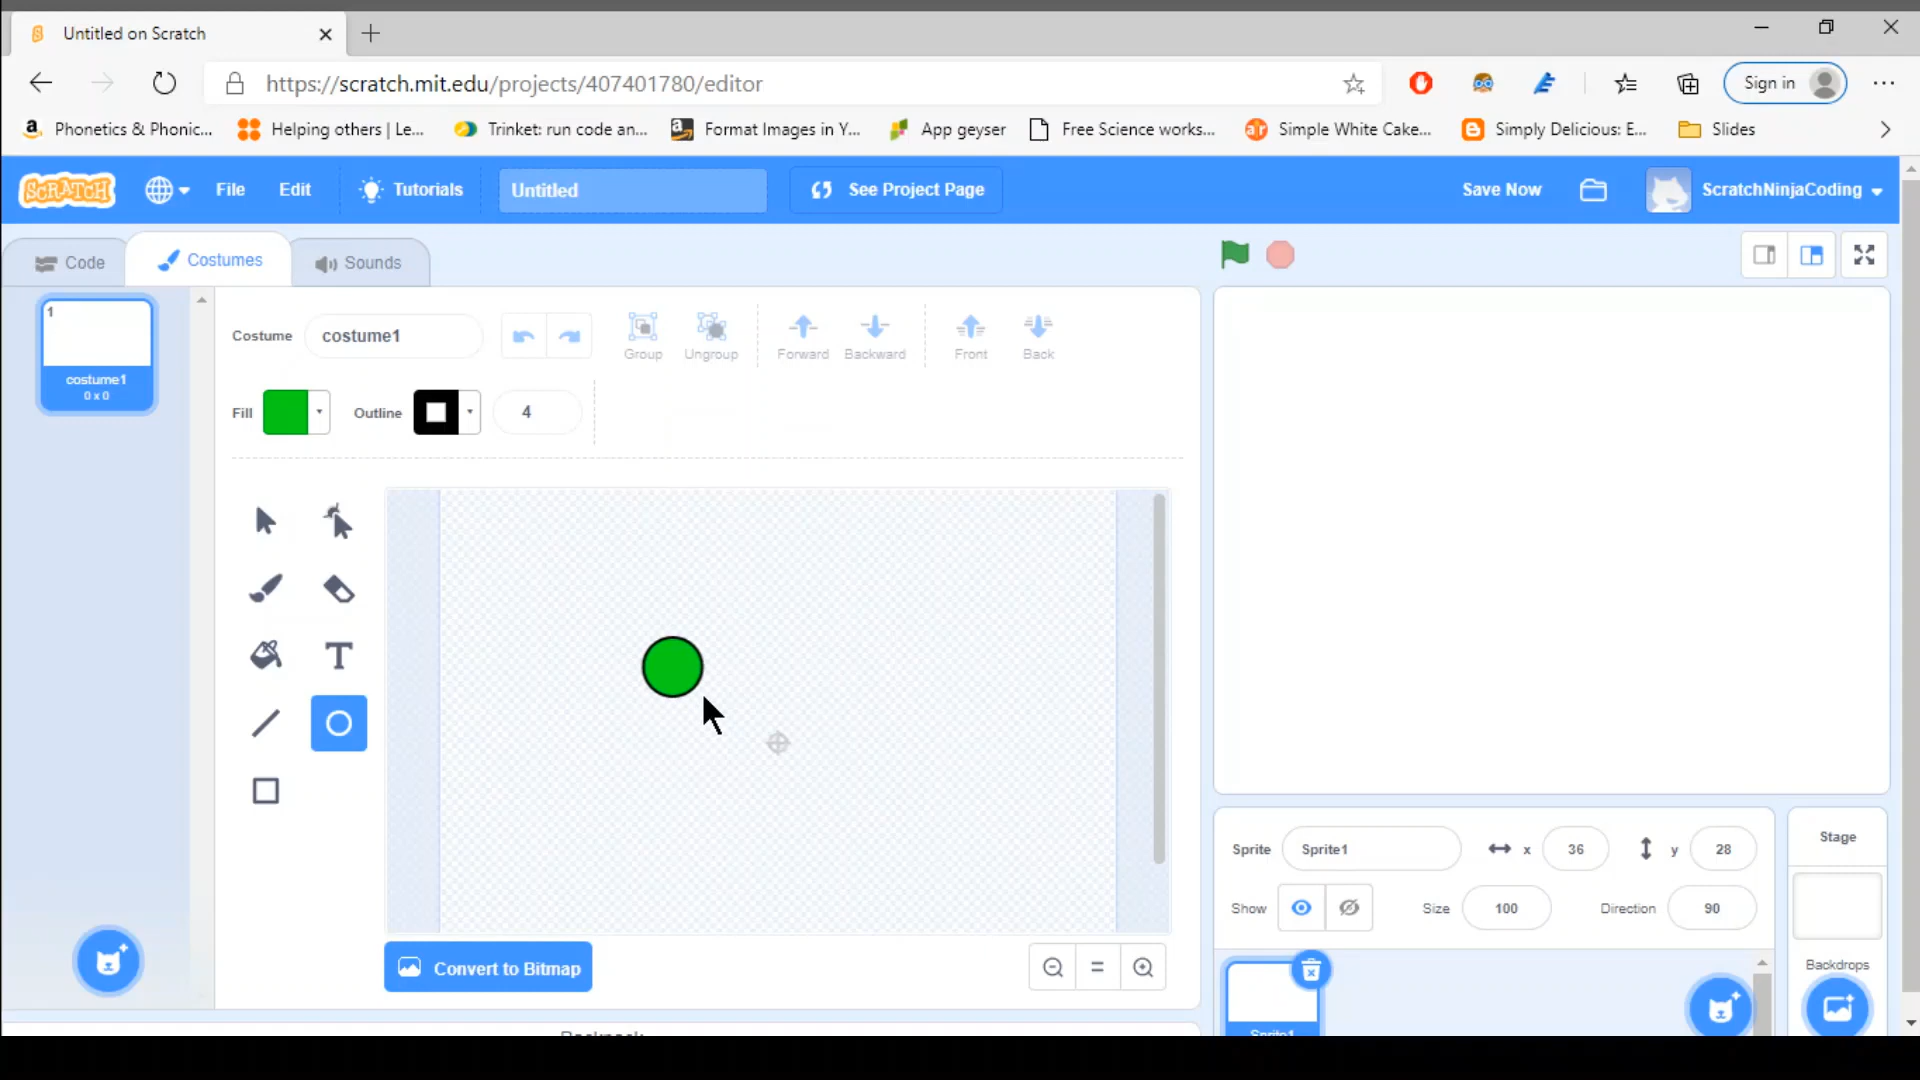 Untitled on Scratch
https://scratch.mit.edu/projects/407401780/editor
Sign in
Phonetics & Phonic...
Helping others | Le...
Trinket: run code an...
Format Images in Y...
App geyser
Free Science works...
Simple White Cake...
Simply Delicious: E...
Slides
SCRATCH
File
Edit
Tutorials
Untitled
See Project Page
Save Now
ScratchNinjaCoding
Code
Costumes
Sounds
1
costume1
0 x 0
Costume
costume1
Group
Ungroup
Forward
Backward
Front
Back
Fill
Outline
4
T
Convert to Bitmap
Sprite
Sprite1
x
36
y
28
Show
Size
100
Direction
90
Stage
Backdrops
Sprite1